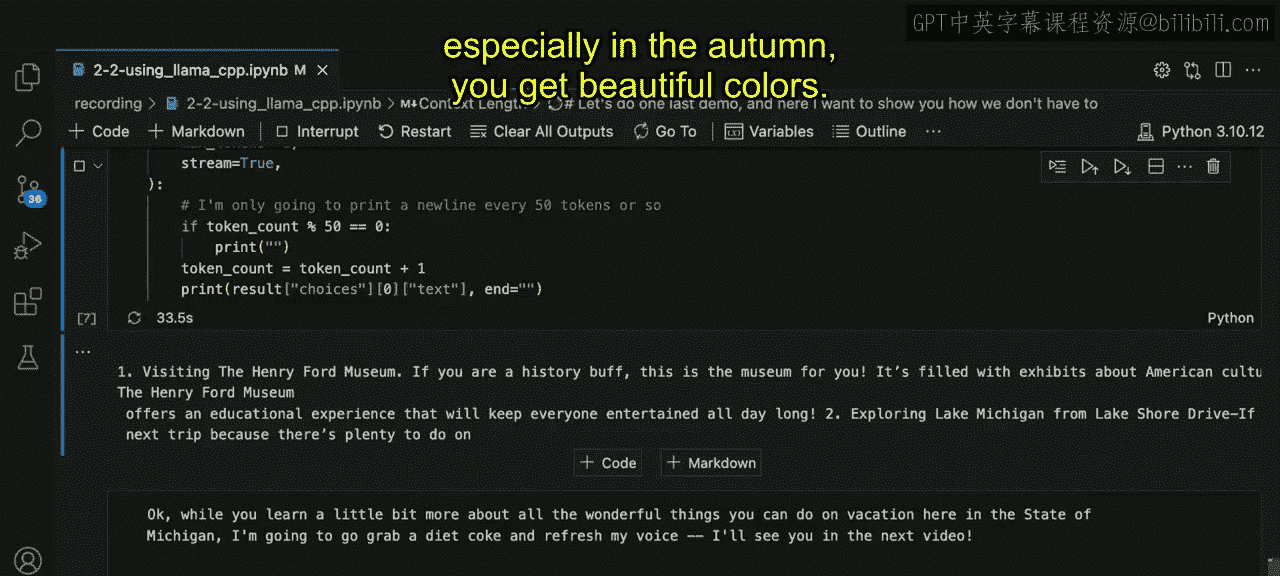 GPT中英字幕课程资源@bilibili.com
especially in the autumn,
you get beautiful colors.
2-2-using_llama_cpp.ipynb M
recording > 2-2-using_llama_cpp.ipynb > M↓Context Length > # Let's do one last demo, and here I want to show you how we don't have to
+ Code + Markdown Interrupt Restart Clear All Outputs Go To Variables Outline ... Python 3.10.12
stream=True,
):
36
# I'm only going to print a newline every 50 tokens or so
if token_count % 50 == 0:
print("")
token_count = token_count + 1
print(result["choices"][0]["text"], end="")
[7] 33.5s Python
...
1. Visiting The Henry Ford Museum. If you are a history buff, this is the museum for you! It's filled with exhibits about American cultu
The Henry Ford Museum
offers an educational experience that will keep everyone entertained all day long! 2. Exploring Lake Michigan from Lake Shore Drive-If
next trip because there's plenty to do on
+ Code + Markdown
Ok, while you learn a little bit more about all the wonderful things you can do on vacation here in the State of
Michigan, I'm going to go grab a diet coke and refresh my voice -- I'll see you in the next video!